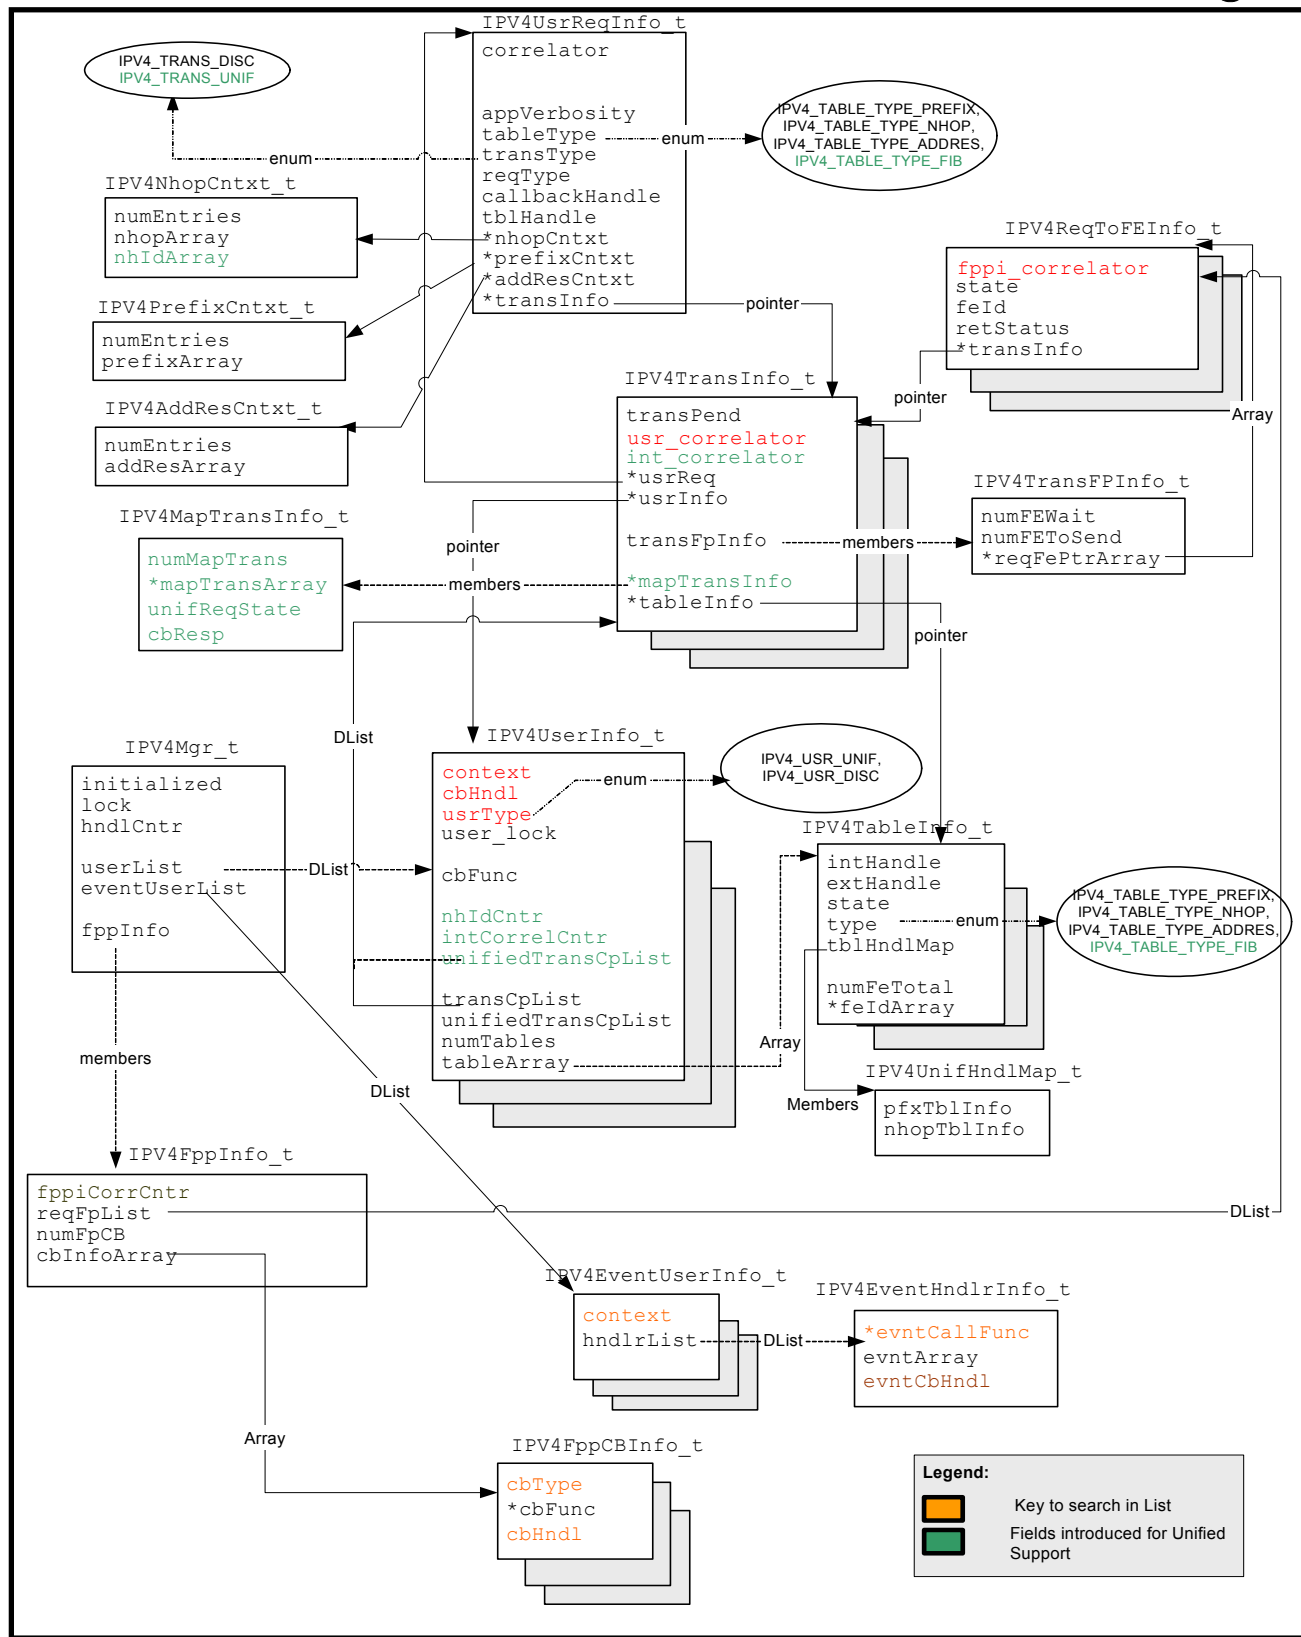 IPV4UsrReqInfo_t
correlator
appVerbosity
tableType
transType
reqType
callbackHandle
tblHandle
*nhopCntxt
*prefixCntxt
*addResCntxt
*transInfo
IPV4_TRANS_DISC
IPV4_TRANS_UNIF
enum
enum
IPV4_TABLE_TYPE_PREFIX,
IPV4_TABLE_TYPE_NHOP,
IPV4_TABLE_TYPE_ADDRES,
IPV4_TABLE_TYPE_FIB
IPV4NhopCntxt_t
numEntries
nhopArray
nhIdArray
IPV4PrefixCntxt_t
numEntries
prefixArray
IPV4AddResCntxt_t
numEntries
addResArray
pointer
IPV4ReqToFEInfo_t
fppi_correlator
state
feId
retStatus
*transInfo
pointer
Array
IPV4TransInfo_t
transPend
usr_correlator
int_correlator
*usrReq
*usrInfo
transFpInfo
*mapTransInfo
*tableInfo
IPV4TransFPInfo_t
numFEWait
numFEToSend
*reqFePtrArray
members
IPV4MapTransInfo_t
numMapTrans
*mapTransArray
unifReqState
cbResp
pointer
members
pointer
DList
IPV4Mgr_t
initialized
lock
hndlCntr
userList
eventUserList
fppInfo
DList
IPV4UserInfo_t
context
cbHndl
usrType
user_lock
cbFunc
nhIdCntr
intCorrelCntr
unifiedTransCpList
transCpList
unifiedTransCpList
numTables
tableArray
enum
IPV4_USR_UNIF,
IPV4_USR_DISC
IPV4TableInfo_t
intHandle
extHandle
state
type
tblHndlMap
numFeTotal
*feIdArray
enum
IPV4_TABLE_TYPE_PREFIX,
IPV4_TABLE_TYPE_NHOP,
IPV4_TABLE_TYPE_ADDRES,
IPV4_TABLE_TYPE_FIB
Array
members
DList
Members
IPV4UnifHndlMap_t
pfxTblInfo
nhopTblInfo
IPV4FppInfo_t
fppiCorrCntr
reqFpList
numFpCB
cbInfoArray
DList
IPV4EventUserInfo_t
context
hndlrList
DList
IPV4EventHndlrInfo_t
*evntCallFunc
evntArray
evntCbHndl
Array
IPV4FppCBInfo_t
cbType
*cbFunc
cbHndl
Legend:
Key to search in List
Fields introduced for Unified
Support